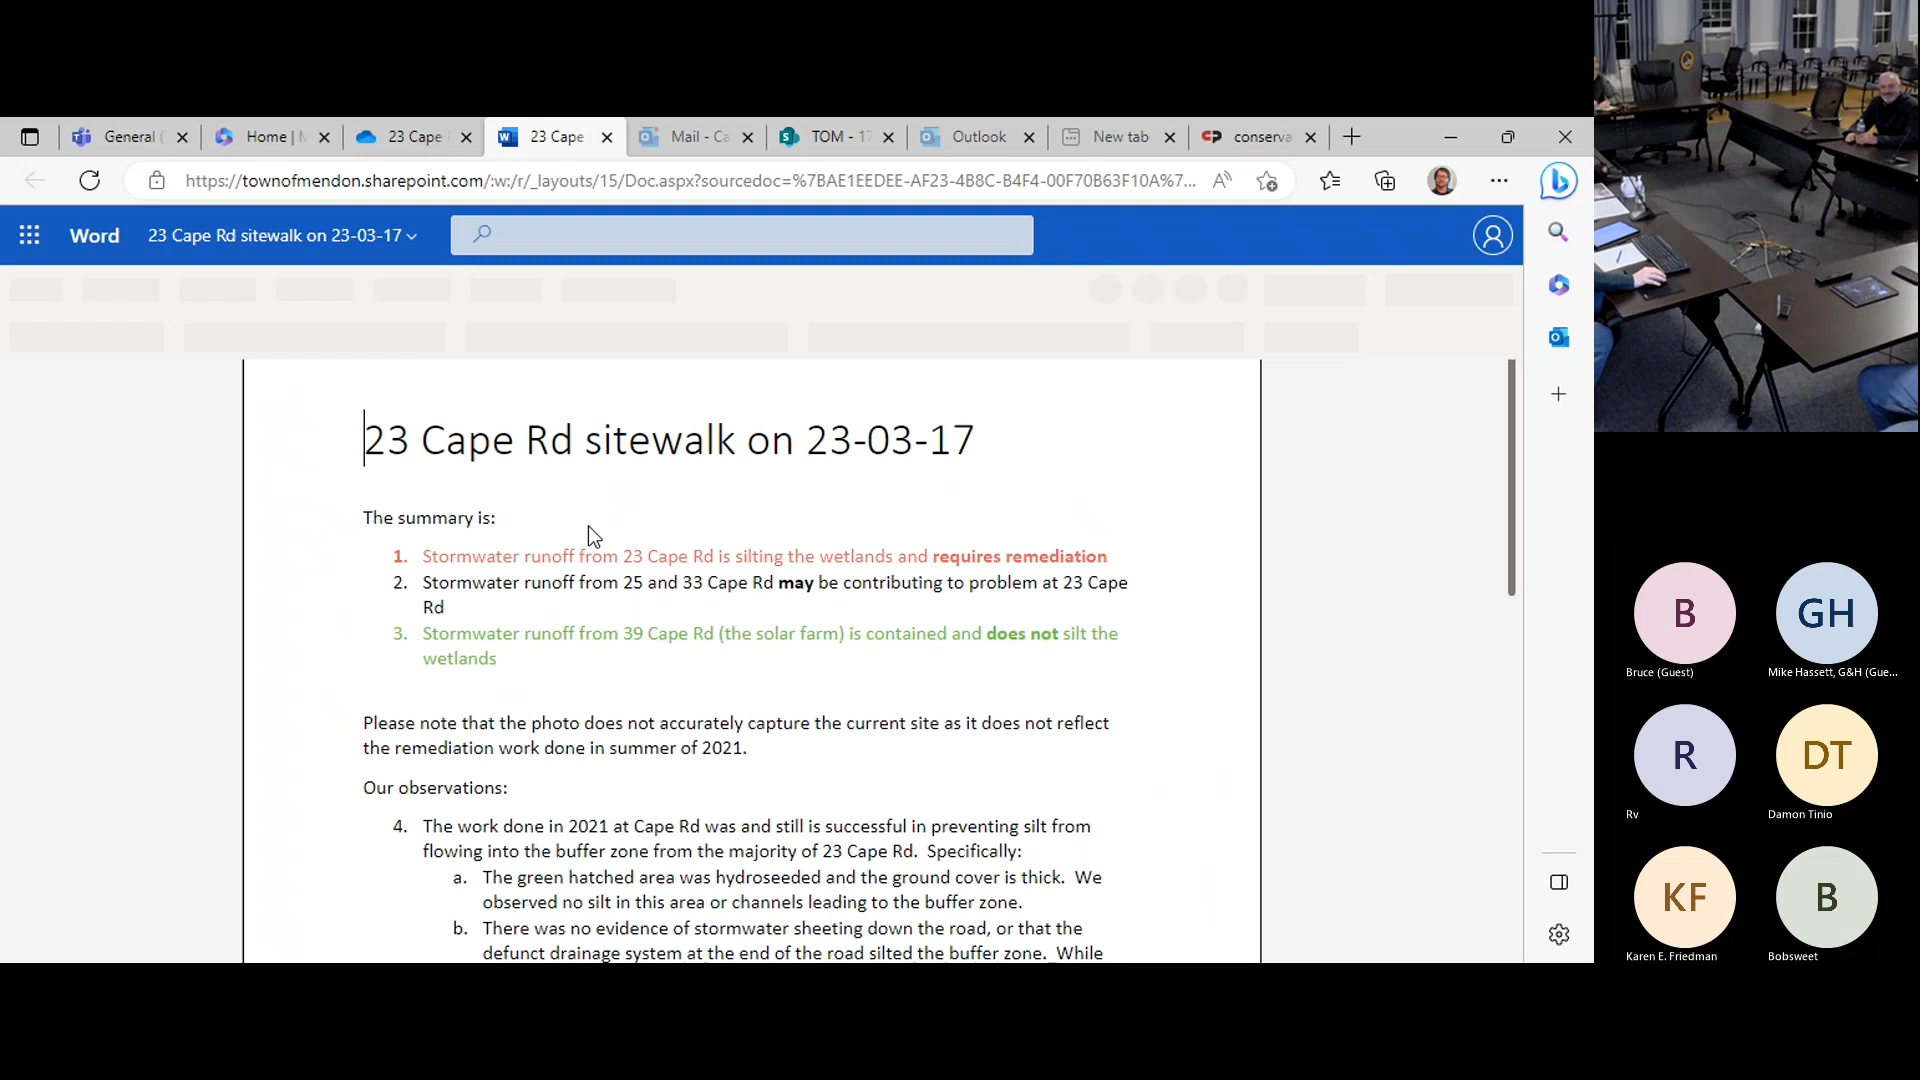 General (
Home | M
23 Cape
23 Cape
Mail - Ca
TOM - 17
Outlook
New tab
conserva
https://townofmendon.sharepoint.com/:w:/r/_layouts/15/Doc.aspx?sourcedoc=%7BAE1EEDEE-AF23-4B8C-B4F4-00F70B63F10A%7...
Word
23 Cape Rd sitewalk on 23-03-17
23 Cape Rd sitewalk on 23-03-17
The summary is:
1. Stormwater runoff from 23 Cape Rd is silting the wetlands and requires remediation
2. Stormwater runoff from 25 and 33 Cape Rd may be contributing to problem at 23 Cape
Rd
3. Stormwater runoff from 39 Cape Rd (the solar farm) is contained and does not silt the
wetlands
Please note that the photo does not accurately capture the current site as it does not reflect
the remediation work done in summer of 2021.
Our observations:
4. The work done in 2021 at Cape Rd was and still is successful in preventing silt from
flowing into the buffer zone from the majority of 23 Cape Rd. Specifically:
a. The green hatched area was hydroseeded and the ground cover is thick. We
observed no silt in this area or channels leading to the buffer zone.
b. There was no evidence of stormwater sheeting down the road, or that the
defunct drainage system at the end of the road silted the buffer zone. While
B
GH
Bruce (Guest)
Mike Hassett, G&H (Gue...
R
DT
Rv
Damon Tinio
KF
B
Karen E. Friedman
Bobsweet